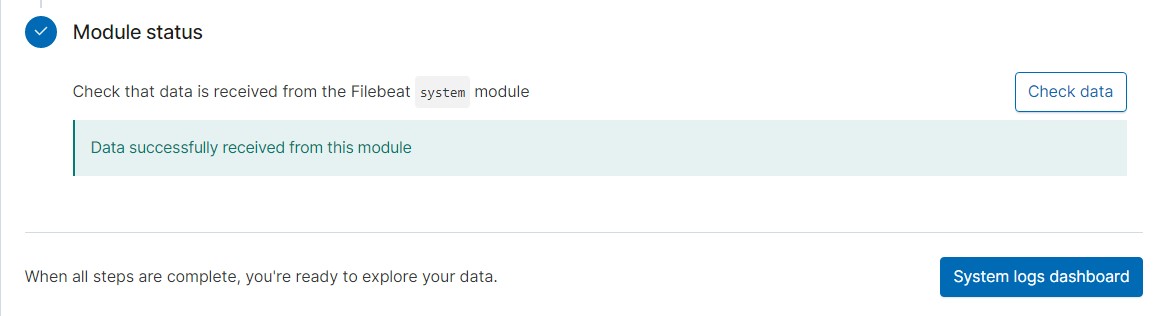 Module status
Check that data is received from the Filebeat system module
Check data
Data successfully received from this module
When all steps are complete, you're ready to explore your data.
System logs dashboard